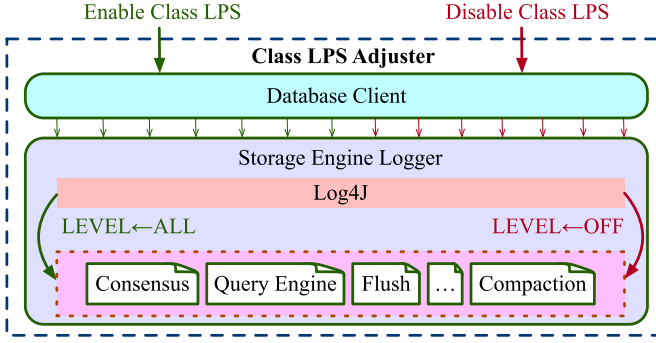 Enable Class LPS
Disable Class LPS
Class LPS Adjuster
Database Client
Storage Engine Logger
Log4J
LEVEL←ALL
LEVEL←OFF
Consensus
Query Engine
Flush
...
Compaction